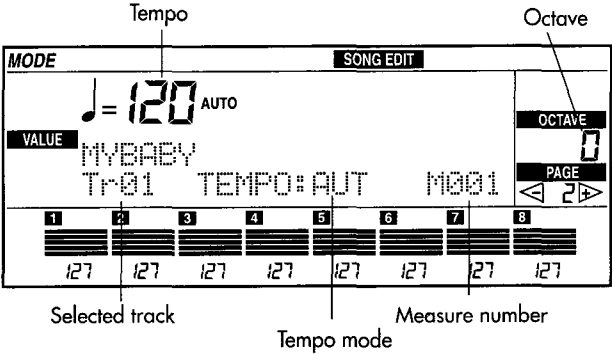 Tempo
Octave
MODE
SONG EDIT
♩= 120 AUTO
OCTAVE
0
VALUE
MYBABY
PAGE
Tr01 TEMPO:AUT M001
- 2 +
1 2 3 4 5 6 7 8
127 127 127 127 127 127 127 127
Selected track
Tempo mode
Measure number